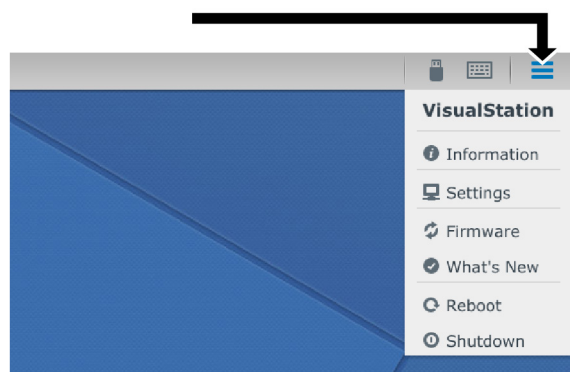 VisualStation
Information
Settings
Firmware
What's New
Reboot
Shutdown